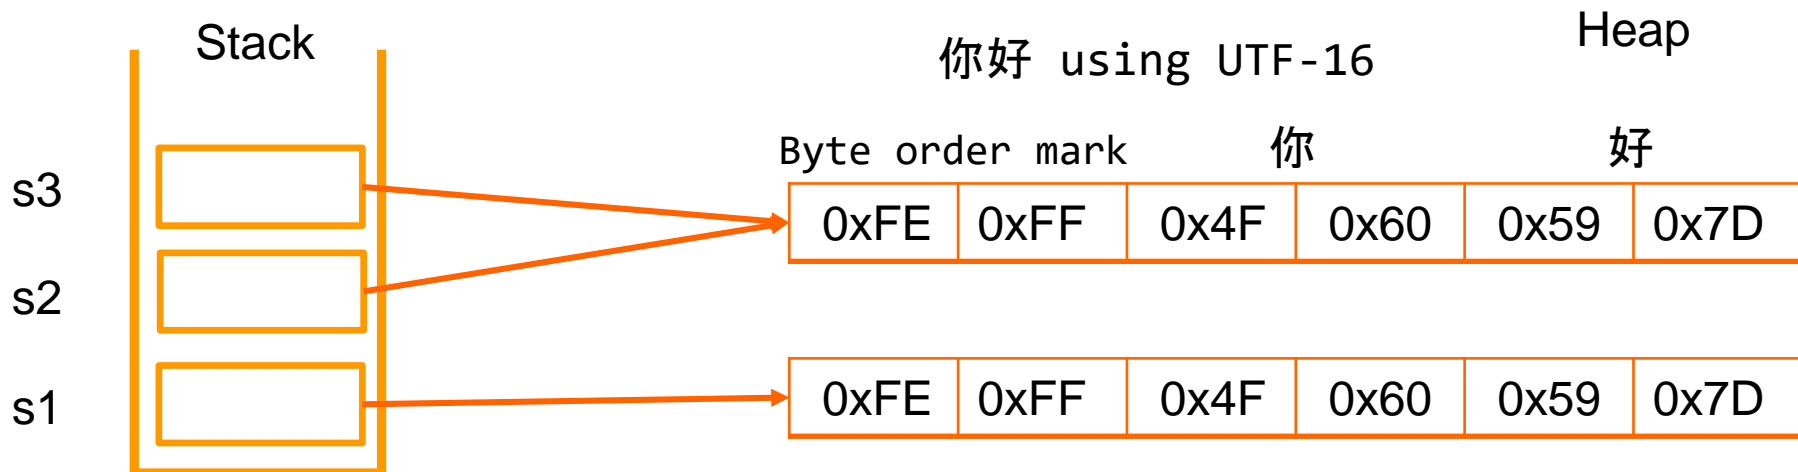 Stack
Heap
你好 using UTF-16
Byte order mark 你 好
s3
0xFE 0xFF 0x4F 0x60 0x59 0x7D
s2
s1
0xFE 0xFF 0x4F 0x60 0x59 0x7D